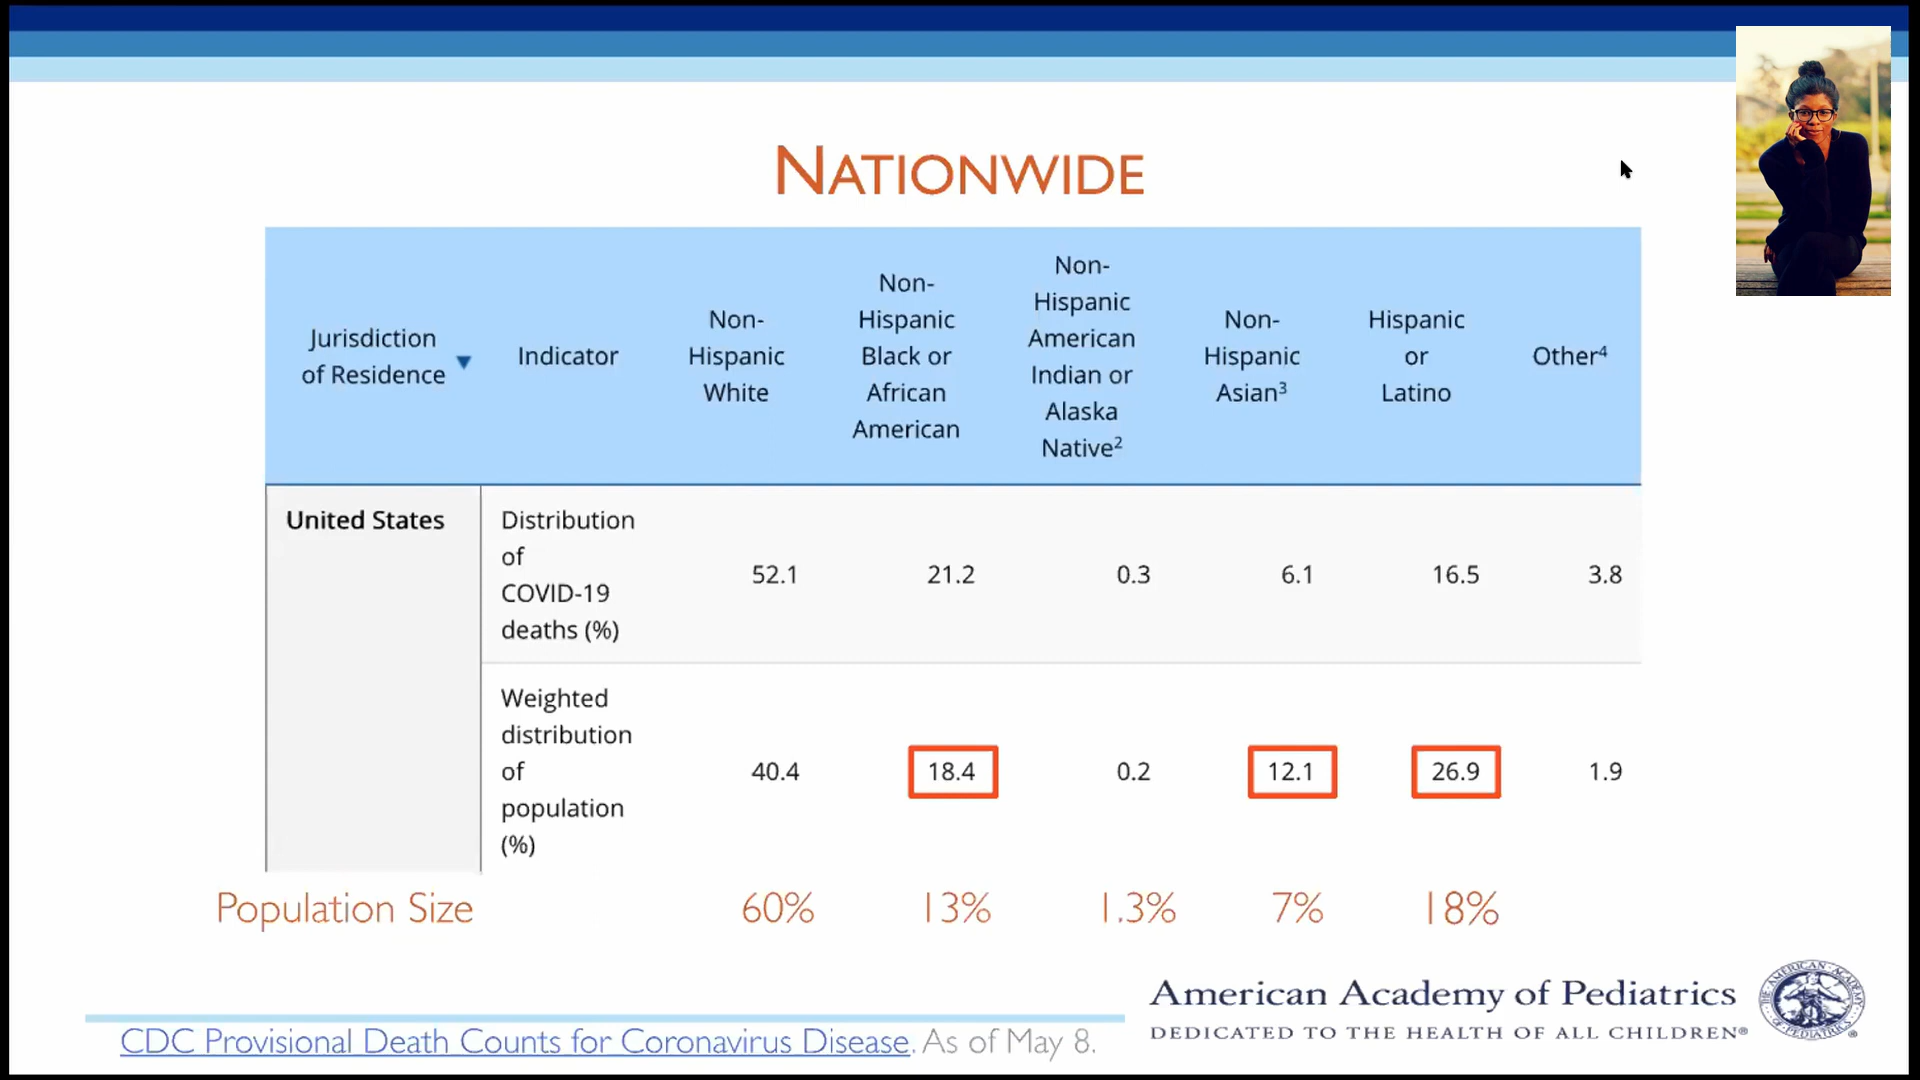 NATIONWIDE
Jurisdiction
of Residence
Indicator
Non-
Hispanic
White
Non-
Hispanic
Black or
African
American
Non-
Hispanic
American
Indian or
Alaska
Native²
Non-
Hispanic
Asian³
Hispanic
or
Latino
Other⁴
United States
Distribution
of
COVID-19
deaths (%)
52.1 21.2 0.3 6.1 16.5 3.8
Weighted
distribution
of
population
(%)
40.4 18.4 0.2 12.1 26.9 1.9
Population Size 60% 13% 1.3% 7% 18%
American Academy of Pediatrics
DEDICATED TO THE HEALTH OF ALL CHILDREN®
CDC Provisional Death Counts for Coronavirus Disease. As of May 8.